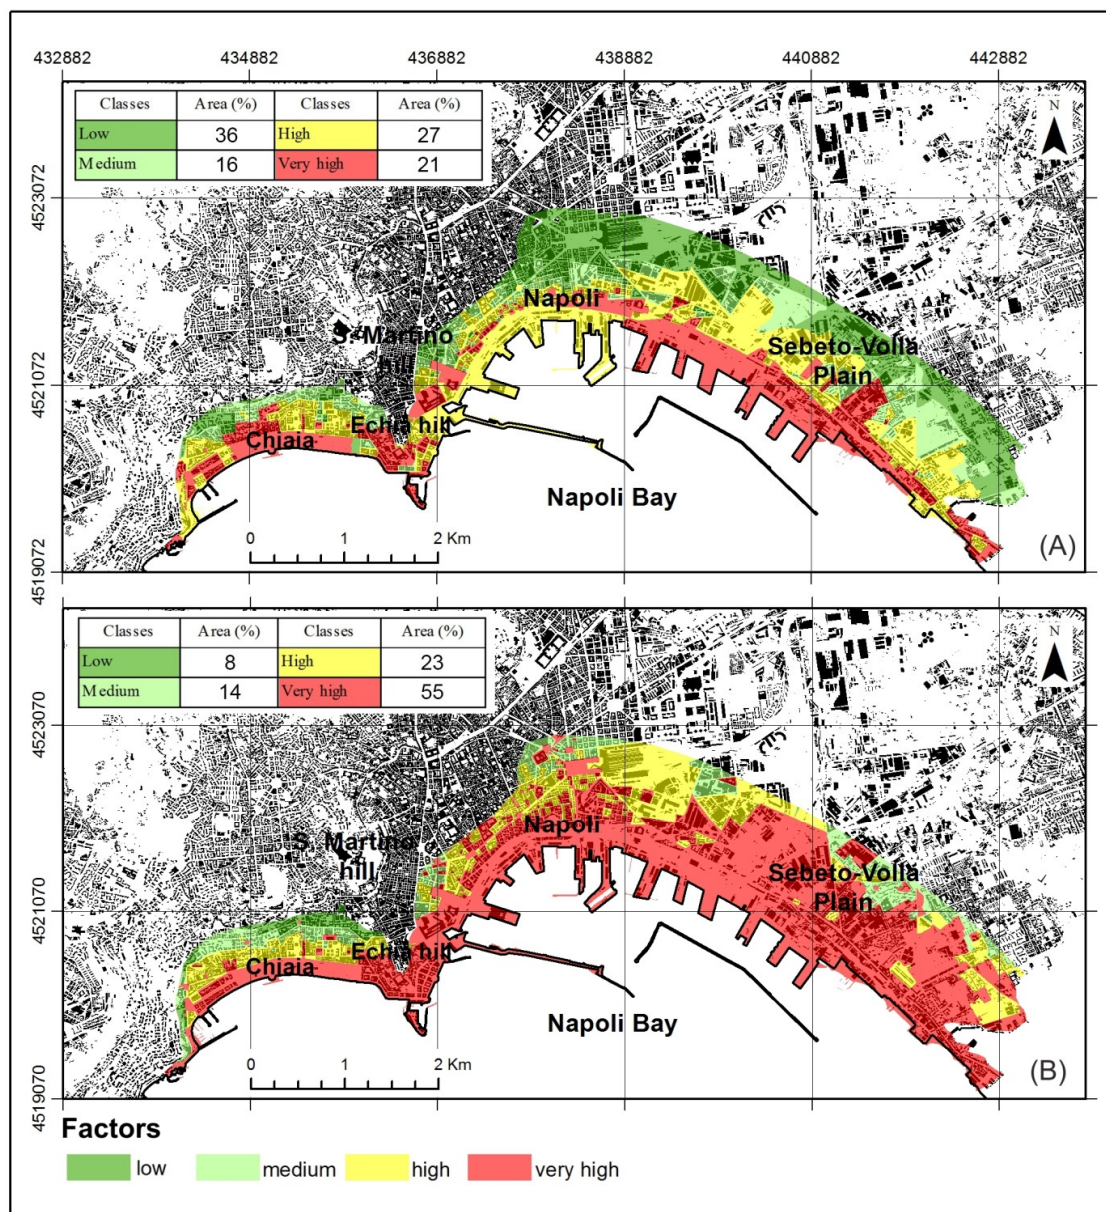 432882 434882 436882 438882 440882 442882
Classes Area (%) Classes Area (%)
Low 36 High 27
Medium 16 Very high 21
N
4523072
Napoli
S. Martino
hill
Sebeto-Volla
Plain
4521072
Echia hill
Chiaia
Napoli Bay
0 1 2 Km
(A)
4519072
Classes Area (%) Classes Area (%)
Low 8 High 23
Medium 14 Very high 55
N
4523070
Napoli
S. Martino
hill
Sebeto-Volla
Plain
4521070
Echia hill
Chiaia
Napoli Bay
0 1 2 Km
(B)
4519070
Factors
low medium high very high